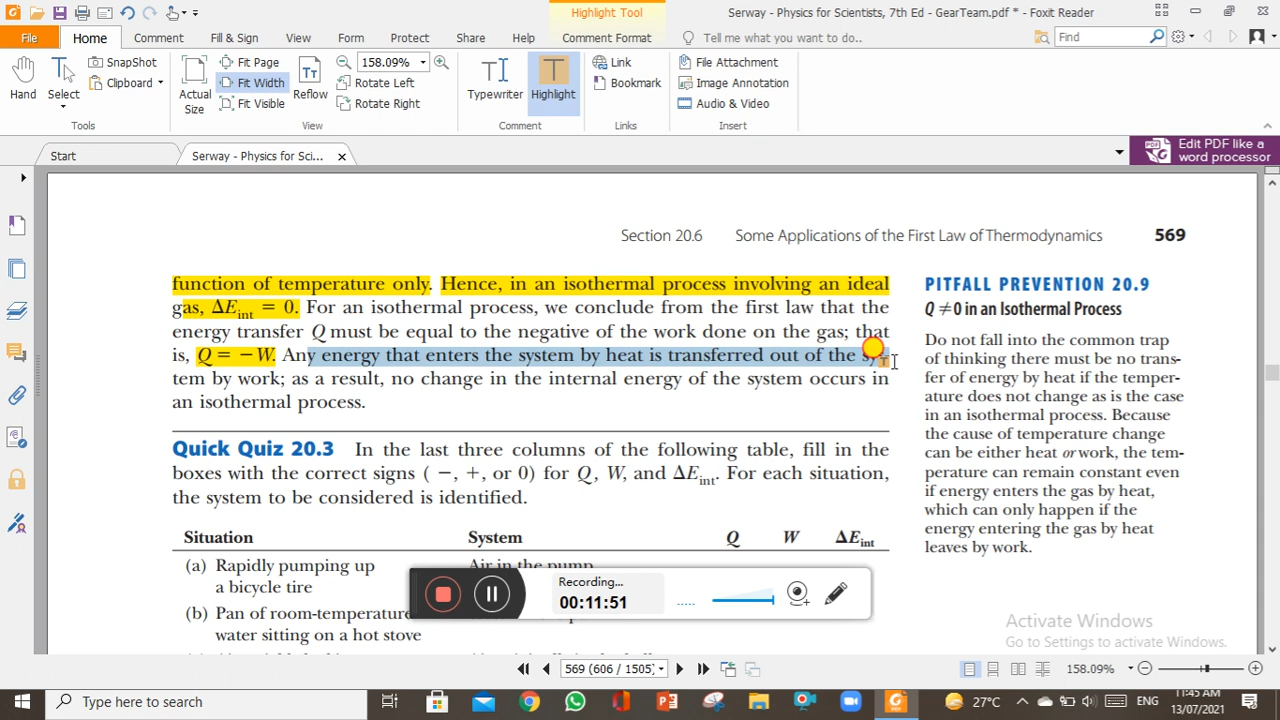 Highlight Tool
Serway - Physics for Scientists, 7th Ed - GearTeam.pdf * - Foxit Reader
File
Home
Comment
Fill & Sign
View
Form
Protect
Share
Help
Comment Format
Tell me what you want to do..
Find
Hand
Select
SnapShot
Clipboard
Tools
Actual
Size
Fit Page
Fit Width
Fit Visible
Reflow
158.09%
Rotate Left
Rotate Right
View
Typewriter
Highlight
Comment
Link
Bookmark
Links
File Attachment
Image Annotation
Audio & Video
Insert
Start
Serway - Physics for Sci...
Edit PDF like a
word processor
Section 20.6 Some Applications of the First Law of Thermodynamics 569
function of temperature only. Hence, in an isothermal process involving an ideal
gas, ΔEint = 0. For an isothermal process, we conclude from the first law that the
energy transfer Q must be equal to the negative of the work done on the gas; that
is, Q = −W. Any energy that enters the system by heat is transferred out of the
tem by work; as a result, no change in the internal energy of the system occurs in
an isothermal process.
PITFALL PREVENTION 20.9
Q ≠ 0 in an Isothermal Process
Do not fall into the common trap
of thinking there must be no trans-
fer of energy by heat if the temper-
ature does not change as is the case
in an isothermal process. Because
the cause of temperature change
can be either heat or work, the tem-
perature can remain constant even
if energy enters the gas by heat,
which can only happen if the
energy entering the gas by heat
leaves by work.
Quick Quiz 20.3 In the last three columns of the following table, fill in the
boxes with the correct signs (−, +, or 0) for Q, W, and ΔEint. For each situation,
the system to be considered is identified.
Situation System Q W ΔEint
(a) Rapidly pumping up Air in the pump
a bicycle tire
(b) Pan of room-temperature
water sitting on a hot stove
Recording...
00:11:51
Activate Windows
Go to Settings to activate Windows.
569 (606 / 1505)
158.09%
Type here to search
27°C
ENG
11:45 AM
13/07/2021